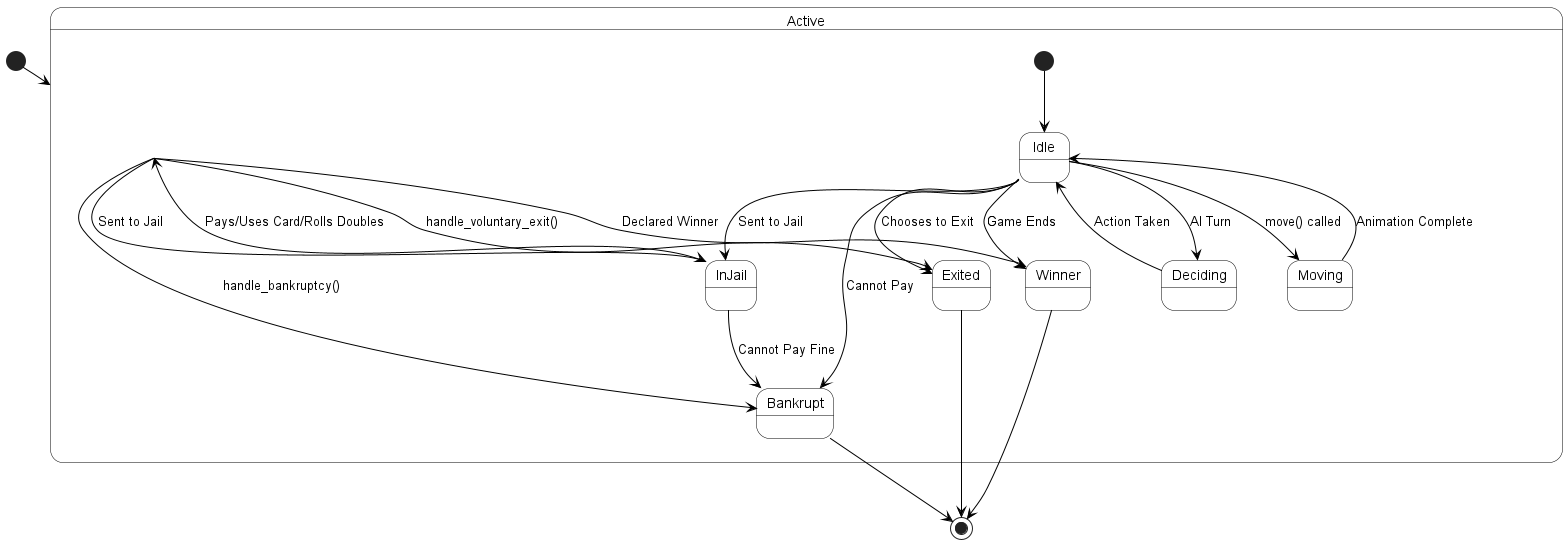 Active
Idle
Sent to Jail
Pays/Uses Card/Rolls Doubles
handle_voluntary_exit()
Declared Winner
Sent to Jail
Chooses to Exit
Game Ends
Action Taken
AI Turn
move() called
Animation Complete
InJail
Exited
Winner
Deciding
Moving
handle_bankruptcy()
Cannot Pay
Cannot Pay Fine
Bankrupt